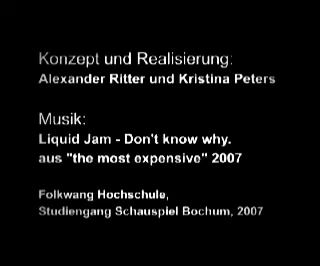 Konzept und Realisierung:
Alexander Ritter und Kristina Peters
Musik:
Liquid Jam - Don't know why.
aus "the most expensive" 2007
Folkwang Hochschule,
Studiengang Schauspiel Bochum, 2007